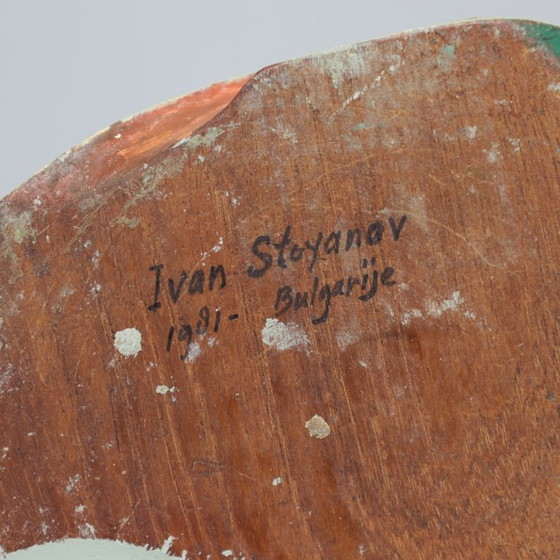 Ivan Stoyanov
1981- Bulgarije